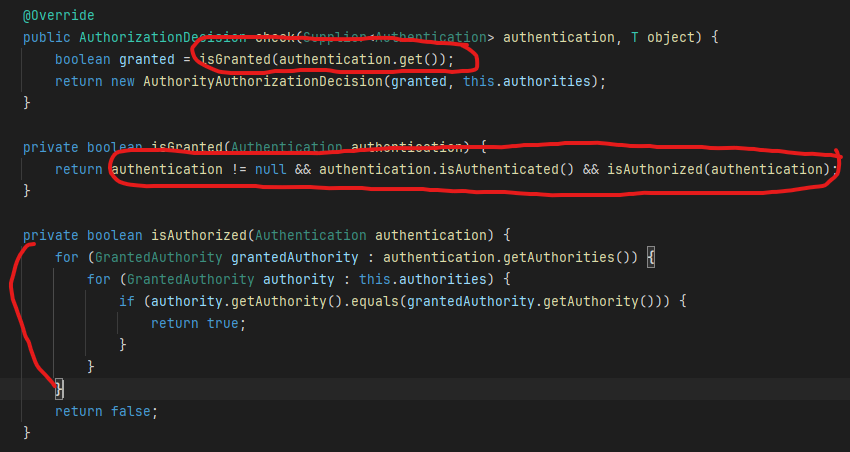 @Override
public AuthorizationDecision check(Supplier<Authentication> authentication, T object) {
boolean granted = isGranted(authentication.get());
return new AuthorityAuthorizationDecision(granted, this.authorities);
}
private boolean isGranted(Authentication authentication) {
return authentication != null && authentication.isAuthenticated() && isAuthorized(authentication);
}
private boolean isAuthorized(Authentication authentication) {
for (GrantedAuthority grantedAuthority : authentication.getAuthorities()) {
for (GrantedAuthority authority : this.authorities) {
if (authority.getAuthority().equals(grantedAuthority.getAuthority())) {
return true;
}
}
}
return false;
}